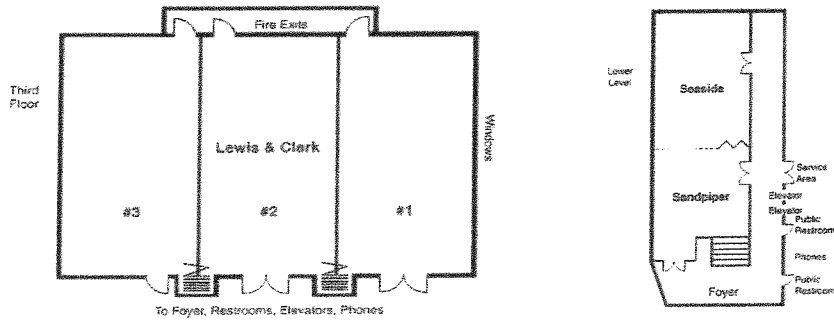 Fire Exits
Third
Floor
Lewis & Clark
Windows
#3
#2
#1
To Foyer, Restrooms, Elevators, Phones
Lower
Level
Seaside
Service
Area
Sandpiper
Elevator
Elevator
Public
Restroom
Phones
Foyer
Public
Restroom